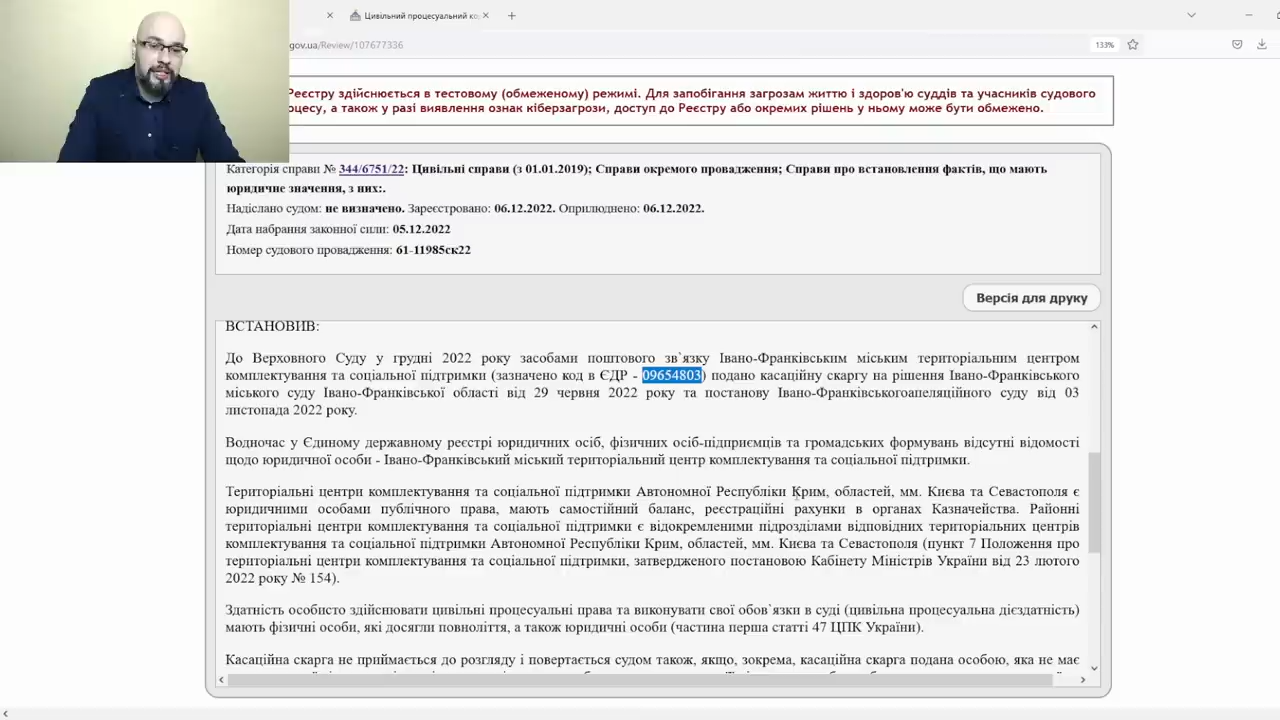 Цивільний процесуальний ко
gov.ua/Review/107677336
133%
Реєстру здійснюється в тестовому (обмеженому) режимі. Для запобігання загрозам життю і здоров'ю суддів та учасників судового
оцесу, а також у разі виявлення ознак кіберзагрози, доступ до Реєстру або окремих рішень у ньому може бути обмежено.
Категорія справи № 344/6751/22: Цивільні справи (з 01.01.2019); Справи окремого провадження; Справи про встановлення фактів, що мають
юридичне значення, з них:.
Надіслано судом: не визначено. Зареєстровано: 06.12.2022. Оприлюднено: 06.12.2022.
Дата набрання законної сили: 05.12.2022
Номер судового провадження: 61-11985ск22
Версія для друку
ВСТАНОВИВ:
До Верховного Суду у грудні 2022 року засобами поштового зв`язку Івано-Франківським міським територіальним центром
комплектування та соціальної підтримки (зазначено код в ЄДР - 09654803) подано касаційну скаргу на рішення Івано-Франківського
міського суду Івано-Франківської області від 29 червня 2022 року та постанову Івано-Франківськогоапеляційного суду від 03
листопада 2022 року.
Водночас у Єдиному державному реєстрі юридичних осіб, фізичних осіб-підприємців та громадських формувань відсутні відомості
щодо юридичної особи - Івано-Франківський міський територіальний центр комплектування та соціальної підтримки.
Територіальні центри комплектування та соціальної підтримки Автономної Республіки Крим, областей, мм. Києва та Севастополя є
юридичними особами публічного права, мають самостійний баланс, реєстраційні рахунки в органах Казначейства. Районні
територіальні центри комплектування та соціальної підтримки є відокремленими підрозділами відповідних територіальних центрів
комплектування та соціальної підтримки Автономної Республіки Крим, областей, мм. Києва та Севастополя (пункт 7 Положення про
територіальні центри комплектування та соціальної підтримки, затвердженого постановою Кабінету Міністрів України від 23 лютого
2022 року № 154).
Здатність особисто здійснювати цивільні процесуальні права та виконувати свої обов`язки в суді (цивільна процесуальна дієздатність)
мають фізичні особи, які досягли повноліття, а також юридичні особи (частина перша статті 47 ЦПК України).
Касаційна скарга не приймається до розгляду і повертається судом також, якщо, зокрема, касаційна скарга подана особою, яка не має